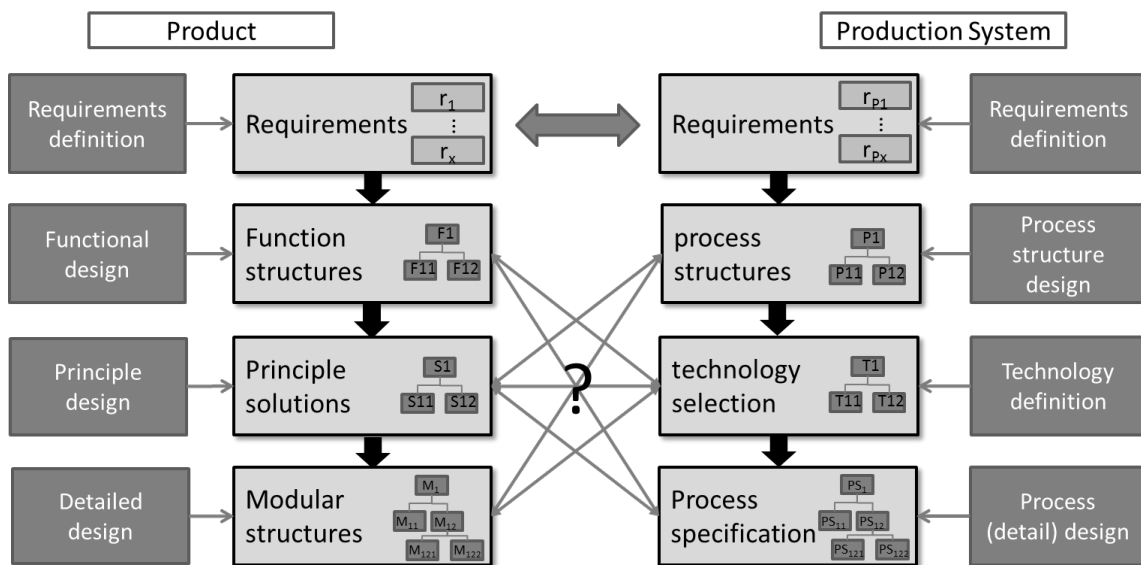 Product
Production System
Requirements
definition
Requirements
r1
⋮
rx
Requirements
rP1
⋮
rPx
Requirements
definition
Functional
design
Function
structures
F1
F11 F12
process
structures
P1
P11 P12
Process
structure
design
Principle
design
Principle
solutions
S1
S11 S12
?
technology
selection
T1
T11 T12
Technology
definition
Detailed
design
Modular
structures
M1
M11 M12
M121 M122
Process
specification
PS1
PS11 PS12
PS121 PS122
Process
(detail) design